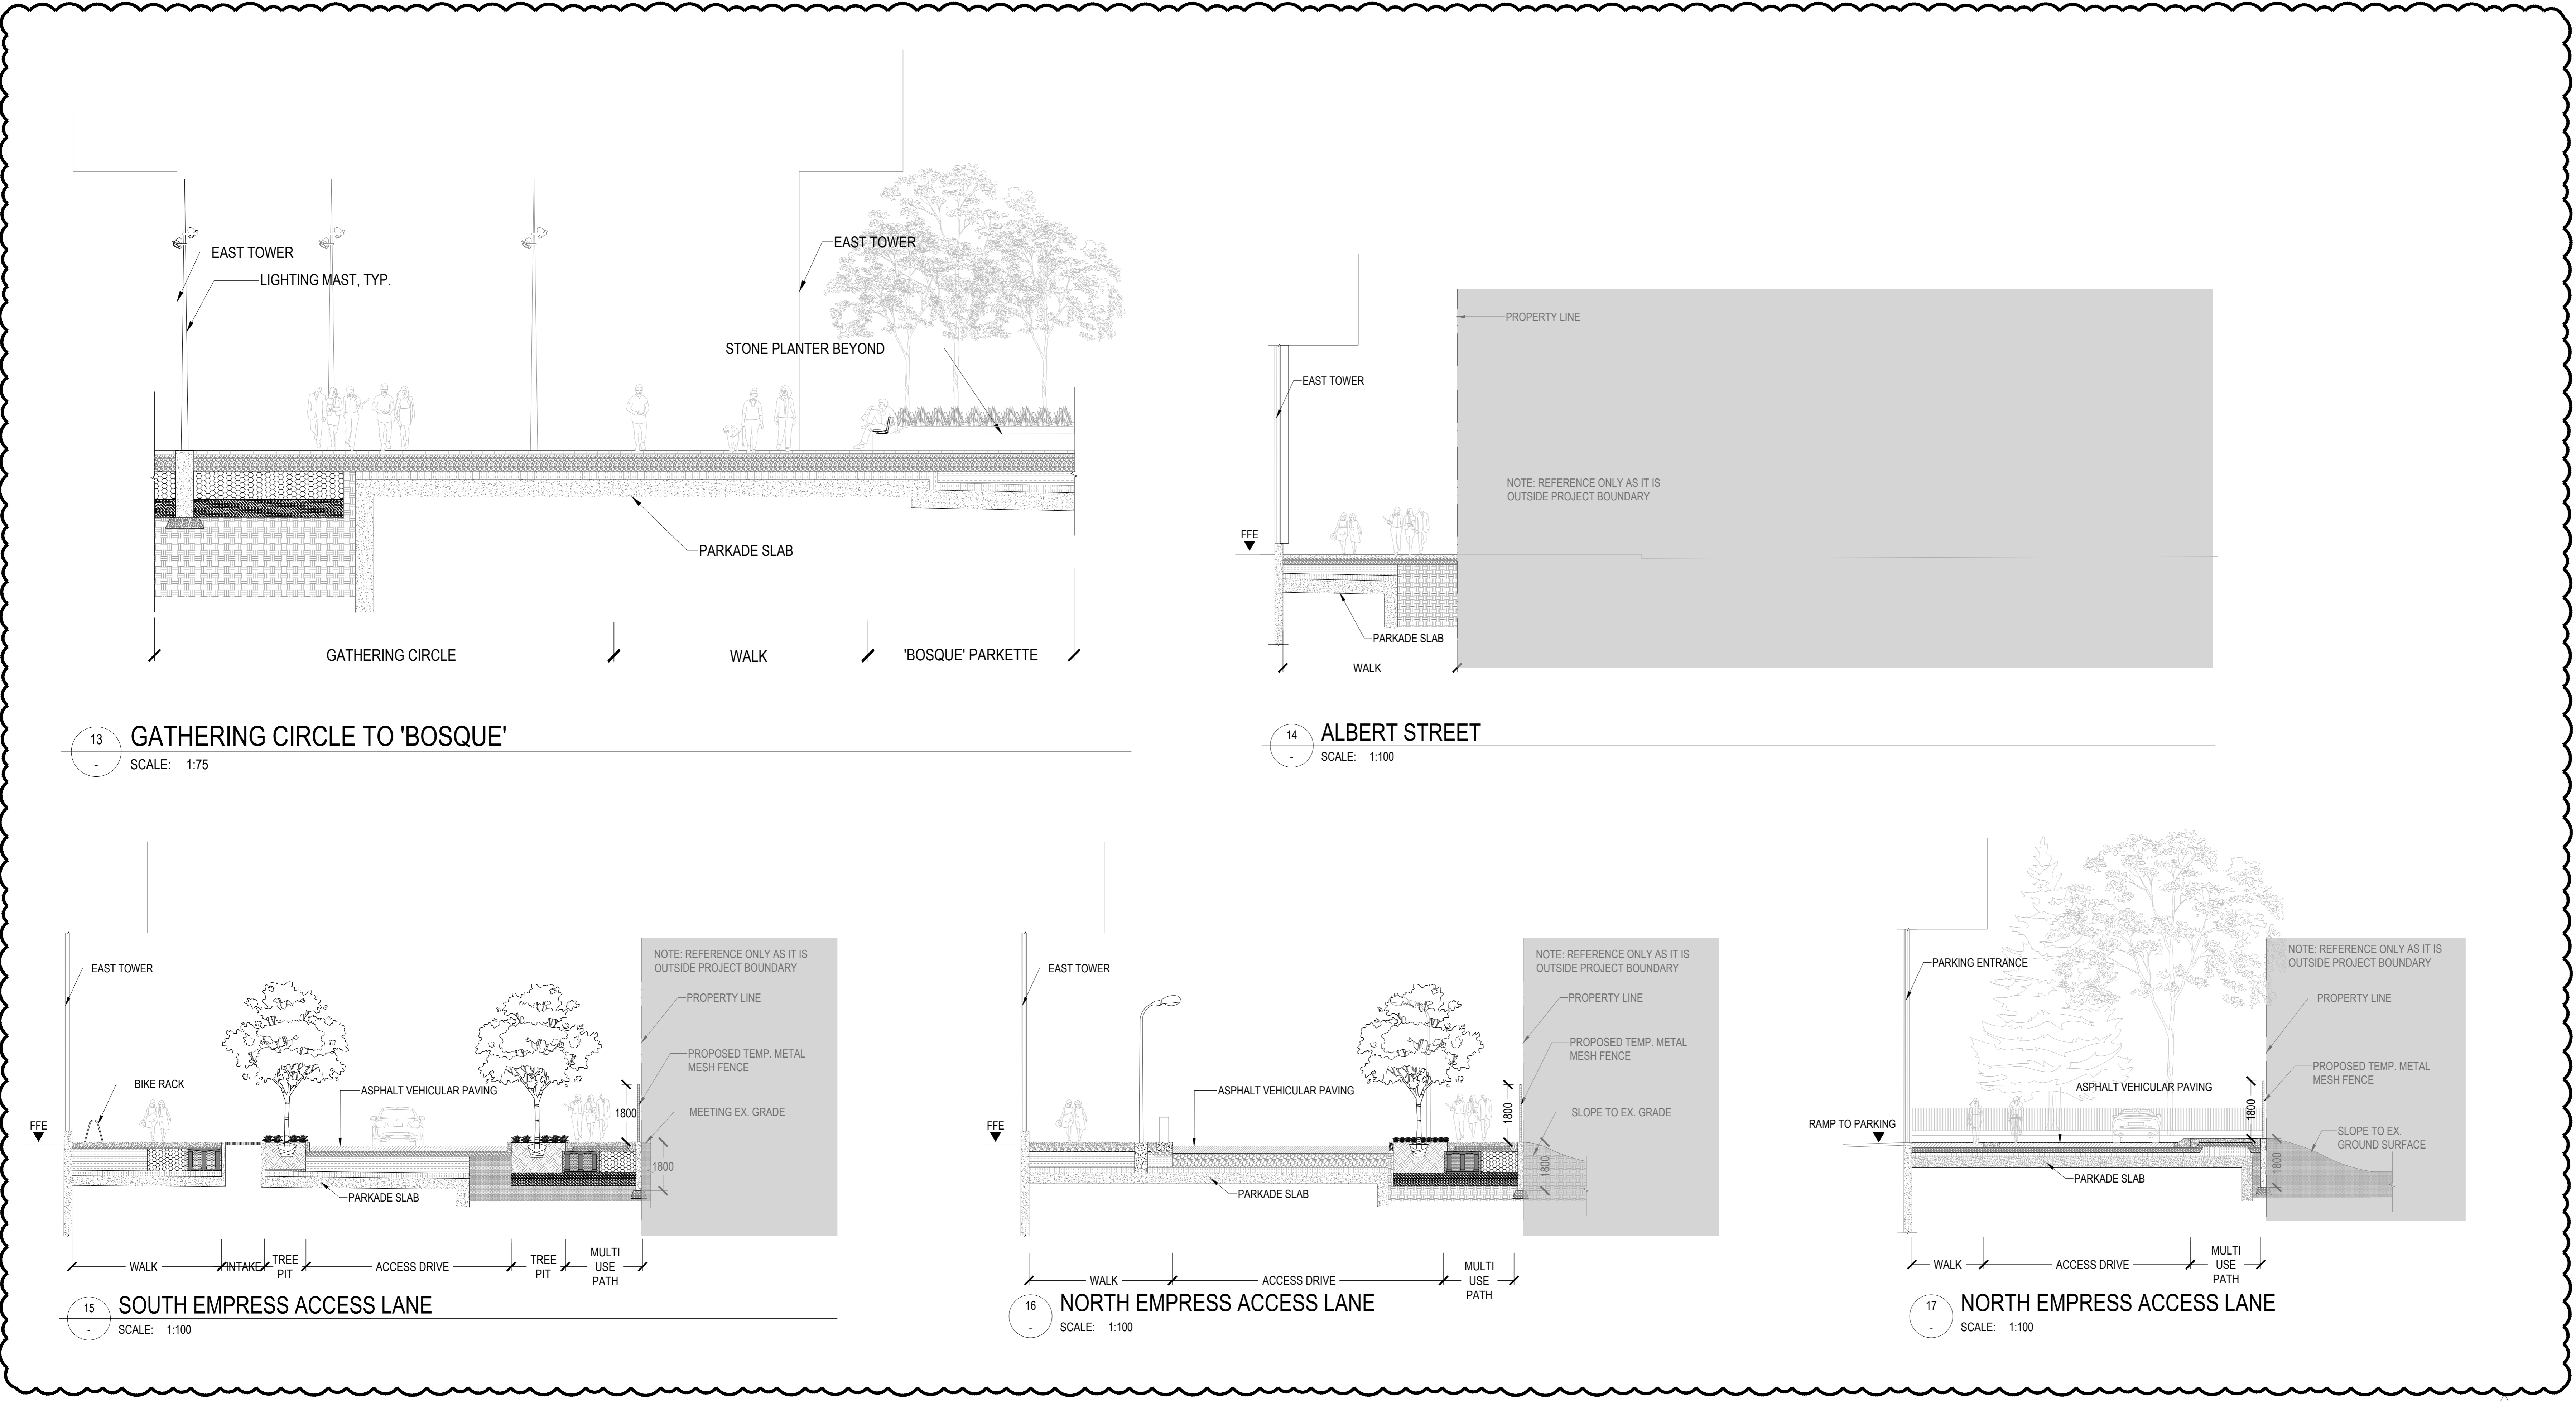 EAST TOWER
LIGHTING MAST, TYP.
EAST TOWER
STONE PLANTER BEYOND
PARKADE SLAB
GATHERING CIRCLE
WALK
'BOSQUE' PARKETTE
13
-
GATHERING CIRCLE TO 'BOSQUE'
SCALE: 1:75
PROPERTY LINE
EAST TOWER
NOTE: REFERENCE ONLY AS IT IS
OUTSIDE PROJECT BOUNDARY
FFE
PARKADE SLAB
WALK
14
-
ALBERT STREET
SCALE: 1:100
NOTE: REFERENCE ONLY AS IT IS
OUTSIDE PROJECT BOUNDARY
EAST TOWER
PROPERTY LINE
PROPOSED TEMP. METAL
MESH FENCE
BIKE RACK
ASPHALT VEHICULAR PAVING
1800
MEETING EX. GRADE
FFE
1800
PARKADE SLAB
WALK
INTAKE
TREE
PIT
ACCESS DRIVE
TREE
PIT
MULTI
USE
PATH
15
-
SOUTH EMPRESS ACCESS LANE
SCALE: 1:100
NOTE: REFERENCE ONLY AS IT IS
OUTSIDE PROJECT BOUNDARY
EAST TOWER
PROPERTY LINE
PROPOSED TEMP. METAL
MESH FENCE
ASPHALT VEHICULAR PAVING
1800
SLOPE TO EX. GRADE
FFE
1800
PARKADE SLAB
WALK
ACCESS DRIVE
MULTI
USE
PATH
16
-
NORTH EMPRESS ACCESS LANE
SCALE: 1:100
NOTE: REFERENCE ONLY AS IT IS
OUTSIDE PROJECT BOUNDARY
PARKING ENTRANCE
PROPERTY LINE
PROPOSED TEMP. METAL
MESH FENCE
ASPHALT VEHICULAR PAVING
1800
RAMP TO PARKING
SLOPE TO EX.
GROUND SURFACE
1800
PARKADE SLAB
WALK
ACCESS DRIVE
MULTI
USE
PATH
17
-
NORTH EMPRESS ACCESS LANE
SCALE: 1:100